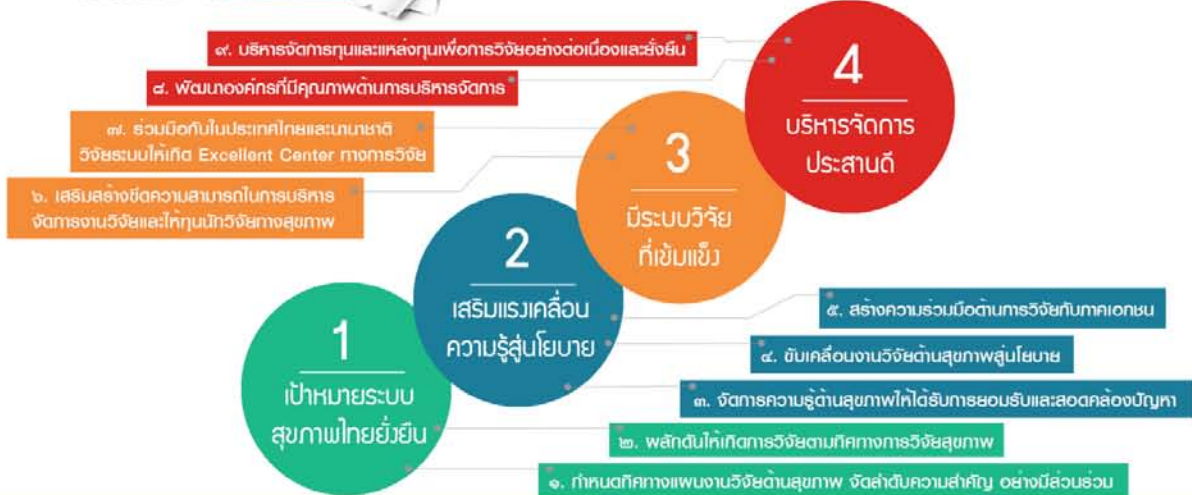 ๙. บริหารจัดการทุนและแหล่งทุนเพื่อการวิจัยอย่างต่อเนื่องและยั่งยืน
๘. พัฒนาองค์กรที่มีคุณภาพด้านการบริหารจัดการ
4
บริหารจัดการ
ประสานดี
๗. ร่วมมือกันในประเทศไทยและนานาชาติ
วิจัยระบบให้เกิด Excellent Center ทางการวิจัย
๖. เสริมสร้างขีดความสามารถในการบริหาร
จัดการงานวิจัยและให้ทุนนักวิจัยทางสุขภาพ
3
มีระบบวิจัย
ที่เข้มแข็ง
2
เสริมแรงเคลื่อน
ความรู้สู่นโยบาย
๕. สร้างความร่วมมือด้านการวิจัยกับภาคเอกชน
๔. ขับเคลื่อนงานวิจัยด้านสุขภาพสู่นโยบาย
๓. จัดการความรู้ด้านสุขภาพให้ได้รับการยอมรับและสอดคล้องปัญหา
1
เป้าหมายระบบ
สุขภาพไทยยั่งยืน
๒. ผลักดันให้เกิดการวิจัยตามทิศทางการวิจัยสุขภาพ
๑. กำหนดทิศทางแผนงานวิจัยด้านสุขภาพ จัดลำดับความสำคัญ อย่างมีส่วนร่วม